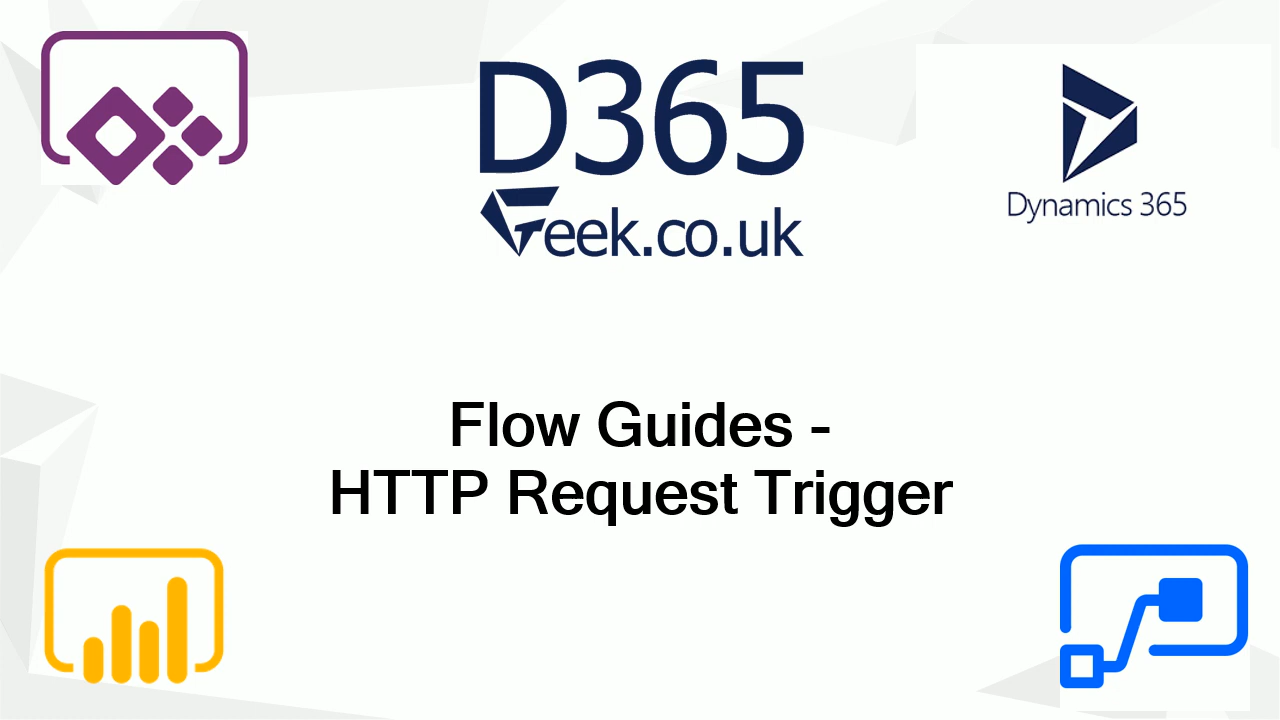 D365
Geek.co.uk
Dynamics 365
Flow Guides -
HTTP Request Trigger